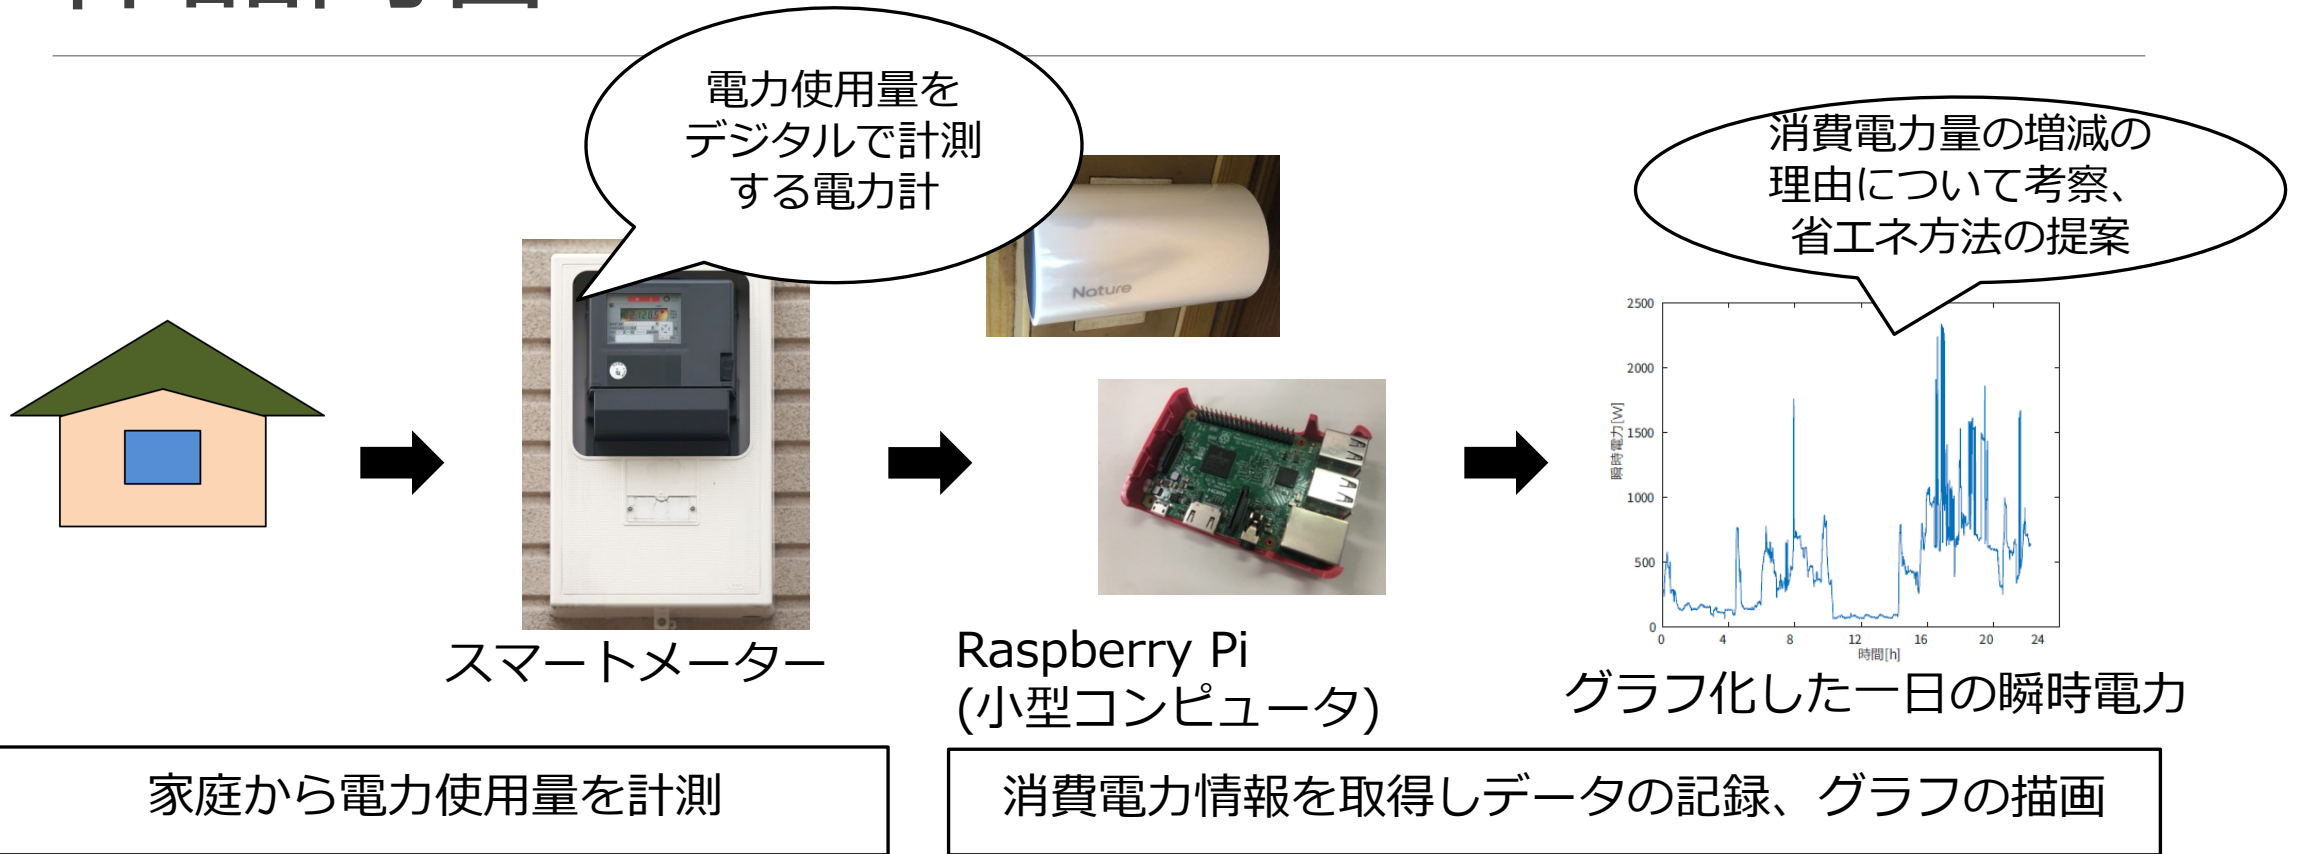 電力使用量を
デジタルで計測
する電力計
消費電力量の増減の
理由について考察、
省エネ方法の提案
Nature
2500
2000
1500
1000
500
0
瞬時電力[W]
0 4 8 12 16 20 24
時間[h]
スマートメーター
Raspberry Pi
(小型コンピュータ)
グラフ化した一日の瞬時電力
家庭から電力使用量を計測
消費電力情報を取得しデータの記録、グラフの描画